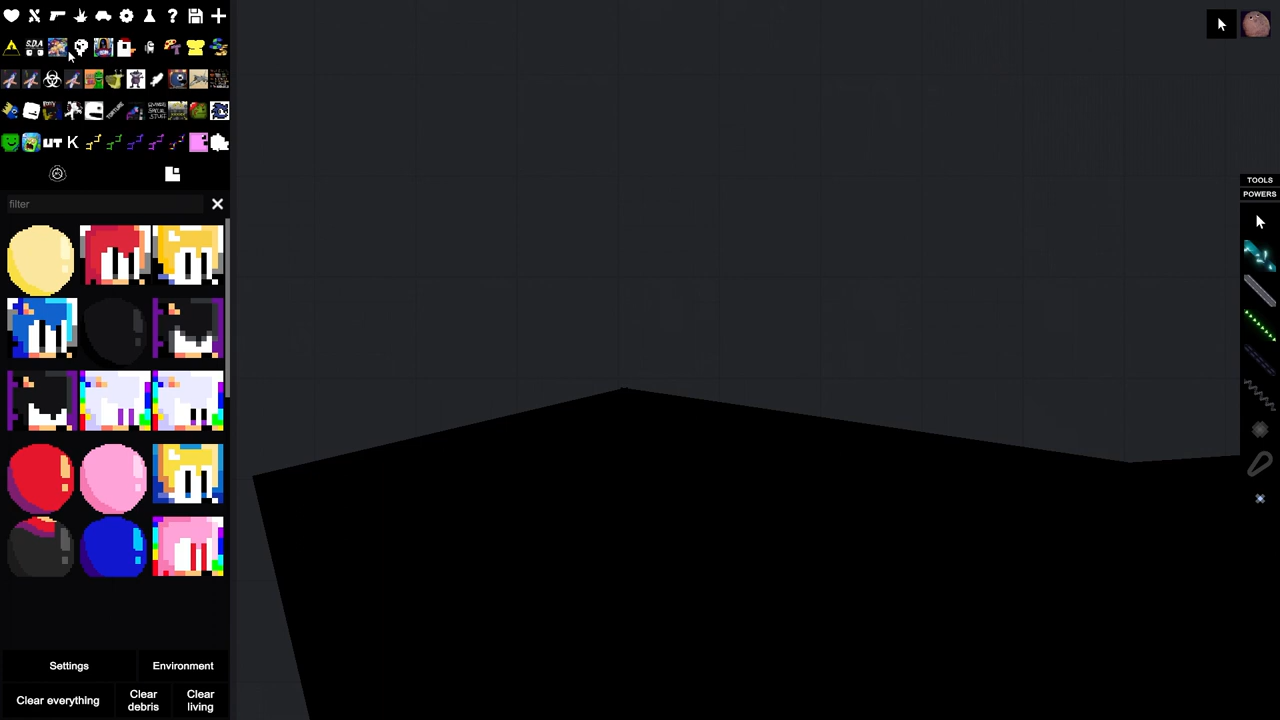 S.D.A
UT K
filter
TOOLS
POWERS
Settings
Environment
Clear everything
Clear debris
Clear living